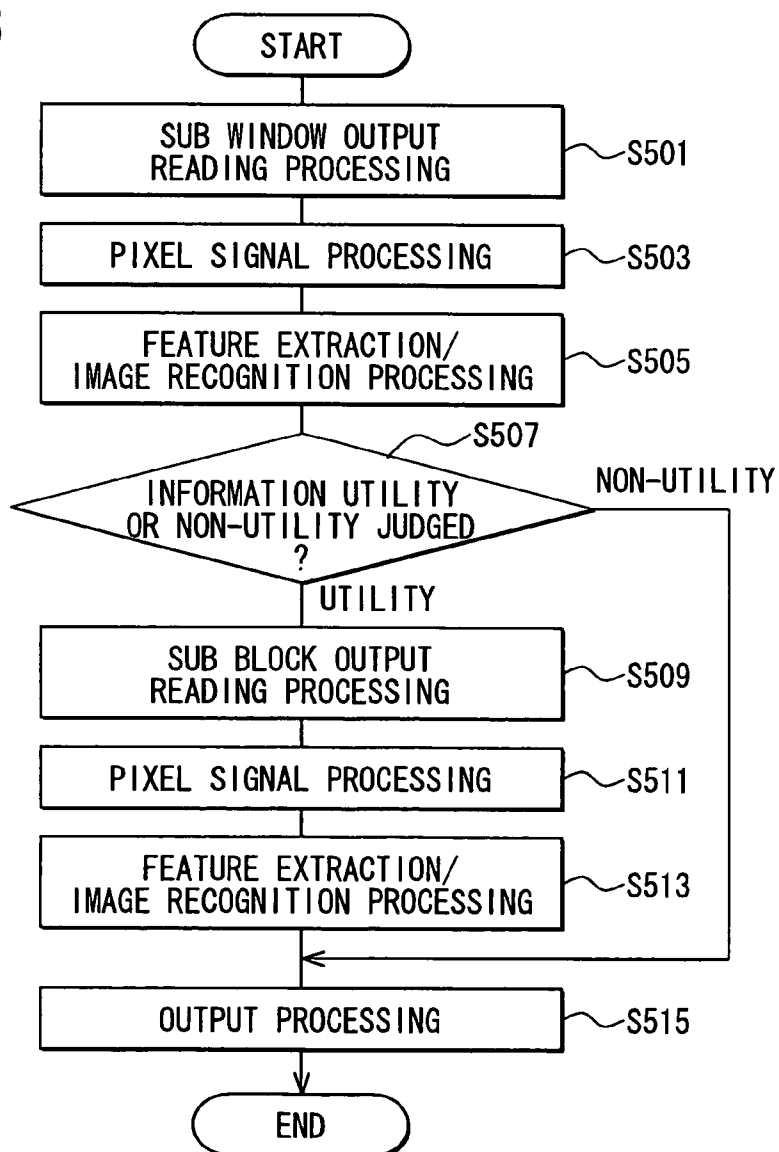 START
SUB WINDOW OUTPUT
READING PROCESSING
S501
PIXEL SIGNAL PROCESSING
S503
FEATURE EXTRACTION/
IMAGE RECOGNITION PROCESSING
S505
S507
INFORMATION UTILITY
OR NON-UTILITY JUDGED
?
NON-UTILITY
UTILITY
SUB BLOCK OUTPUT
READING PROCESSING
S509
PIXEL SIGNAL PROCESSING
S511
FEATURE EXTRACTION/
IMAGE RECOGNITION PROCESSING
S513
OUTPUT PROCESSING
S515
END